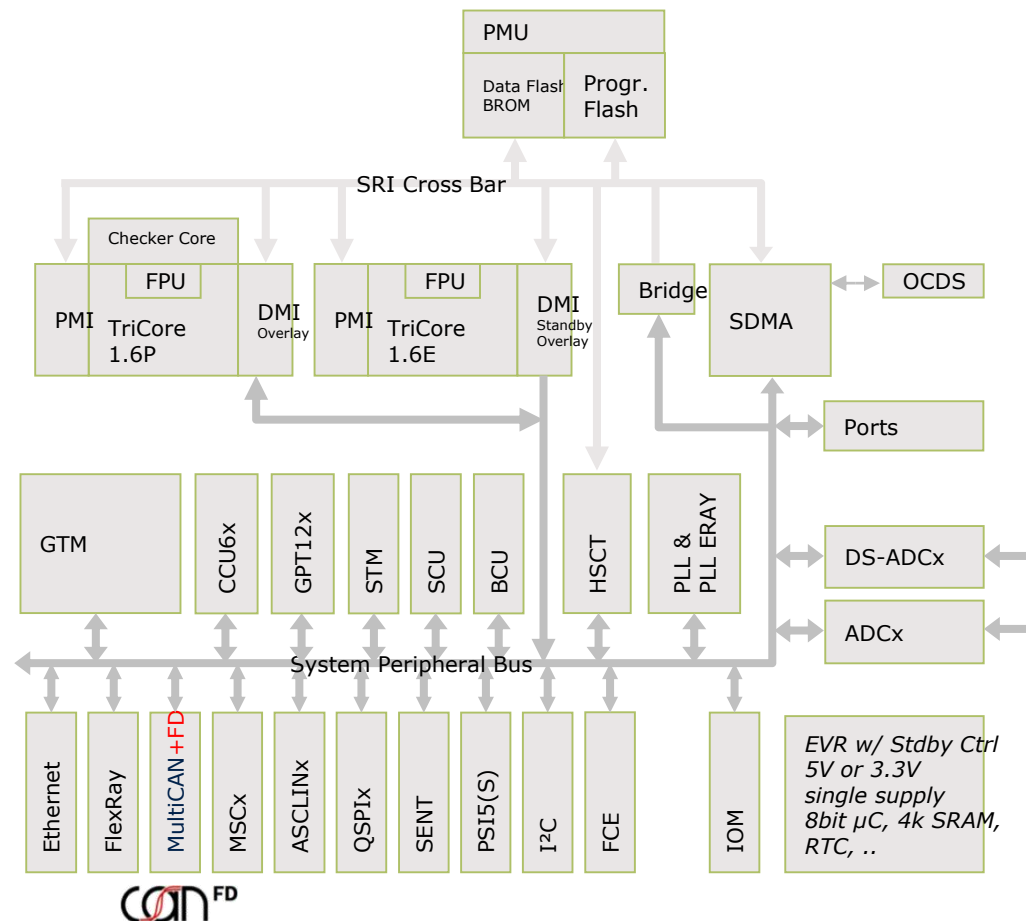 PMU
Data Flash
BROM
Progr.
Flash
SRI Cross Bar
Checker Core
FPU
PMI
TriCore
1.6P
DMI
Overlay
FPU
PMI
TriCore
1.6E
DMI
Standby
Overlay
Bridge
SDMA
OCDS
Ports
GTM
CCU6x
GPT12x
STM
SCU
BCU
HSCT
PLL &
PLL ERAY
DS-ADCx
ADCx
System Peripheral Bus
Ethernet
FlexRay
MultiCAN+FD
MSCx
ASCLINx
QSPIx
SENT
PSI5(S)
I²C
FCE
IOM
EVR w/ Stdby Ctrl
5V or 3.3V
single supply
8bit µC, 4k SRAM,
RTC, ..
CAN FD